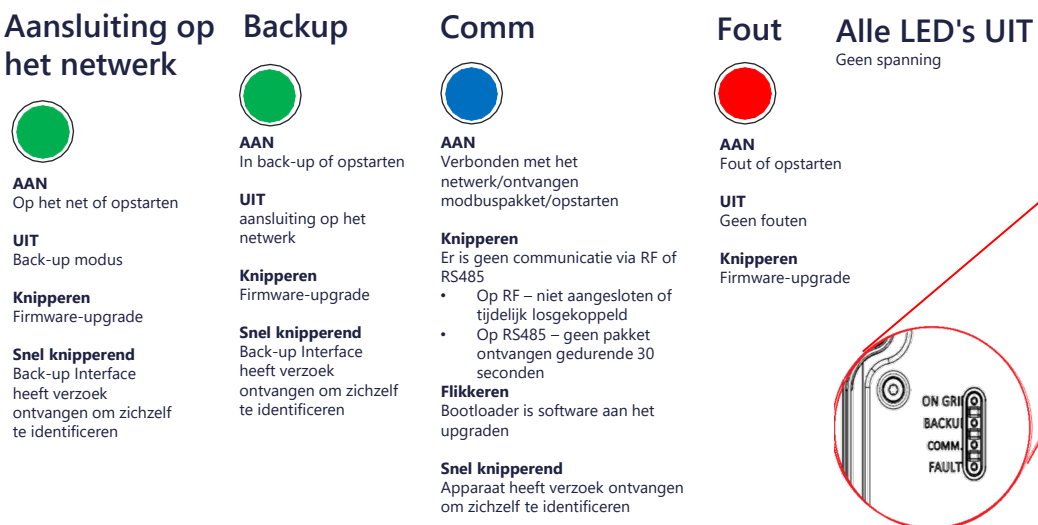 Aansluiting op
het netwerk
AAN
Op het net of opstarten
UIT
Back-up modus
Knipperen
Firmware-upgrade
Snel knipperend
Back-up Interface
heeft verzoek
ontvangen om zichzelf
te identificeren
Backup
AAN
In back-up of opstarten
UIT
aansluiting op het
netwerk
Knipperen
Firmware-upgrade
Snel knipperend
Back-up Interface
heeft verzoek
ontvangen om zichzelf
te identificeren
Comm
AAN
Verbonden met het
netwerk/ontvangen
modbuspakket/opstarten
Knipperen
Er is geen communicatie via RF of
RS485
• Op RF – niet aangesloten of
tijdelijk losgekoppeld
• Op RS485 – geen pakket
ontvangen gedurende 30
seconden
Flikkeren
Bootloader is software aan het
upgraden
Snel knipperend
Apparaat heeft verzoek ontvangen
om zichzelf te identificeren
Fout
AAN
Fout of opstarten
UIT
Geen fouten
Knipperen
Firmware-upgrade
Alle LED's UIT
Geen spanning
ON GRI
BACKU
COMM.
FAULT